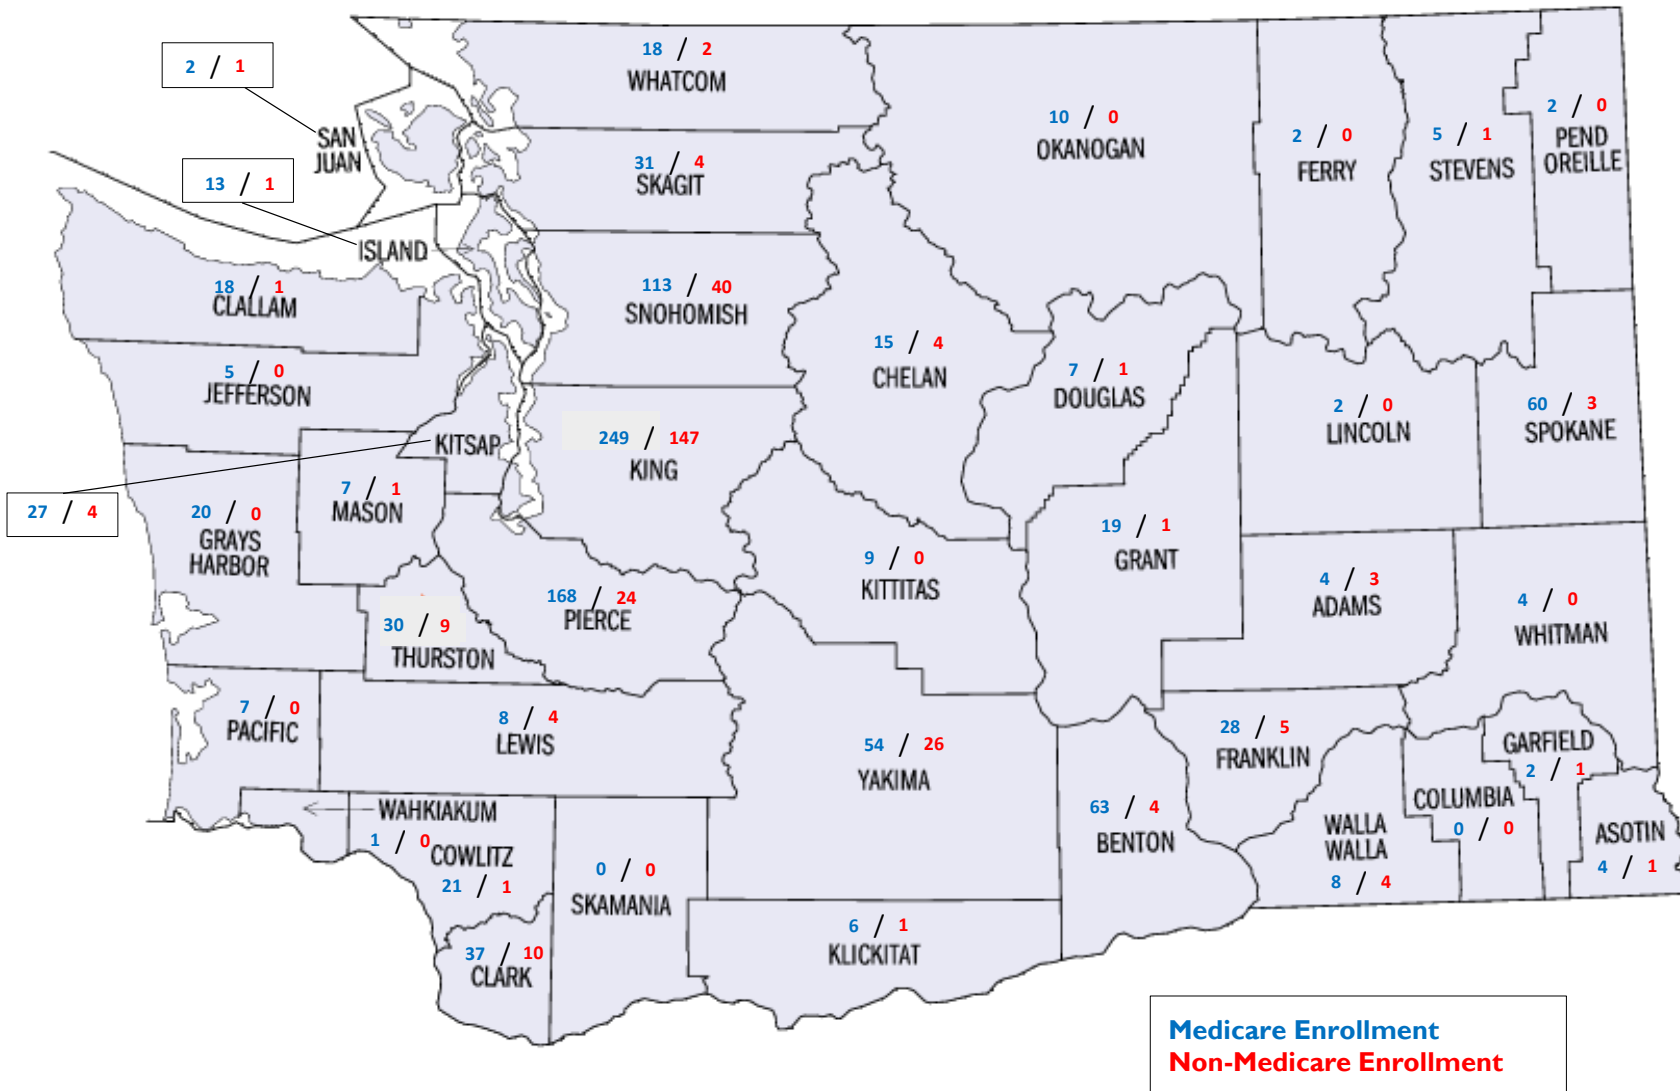 18 / 2
WHATCOM
2 / 1
SAN
JUAN
10 / 0
OKANOGAN
2 / 0
FERRY
5 / 1
STEVENS
2 / 0
PEND
OREILLE
31 / 4
SKAGIT
13 / 1
ISLAND
18 / 1
CLALLAM
113 / 40
SNOHOMISH
15 / 4
CHELAN
7 / 1
DOUGLAS
5 / 0
JEFFERSON
2 / 0
LINCOLN
60 / 3
SPOKANE
249 / 147
KING
KITSAP
27 / 4
7 / 1
MASON
20 / 0
GRAYS
HARBOR
19 / 1
GRANT
9 / 0
KITTITAS
168 / 24
PIERCE
4 / 3
ADAMS
4 / 0
WHITMAN
30 / 9
THURSTON
7 / 0
PACIFIC
8 / 4
LEWIS
54 / 26
YAKIMA
28 / 5
FRANKLIN
GARFIELD
2 / 1
63 / 4
BENTON
WALLA
WALLA
8 / 4
COLUMBIA
0 / 0
ASOTIN
4 / 1
WAHKIAKUM
1 / 0
COWLITZ
21 / 1
0 / 0
SKAMANIA
37 / 10
CLARK
6 / 1
KLICKITAT
Medicare Enrollment
Non-Medicare Enrollment